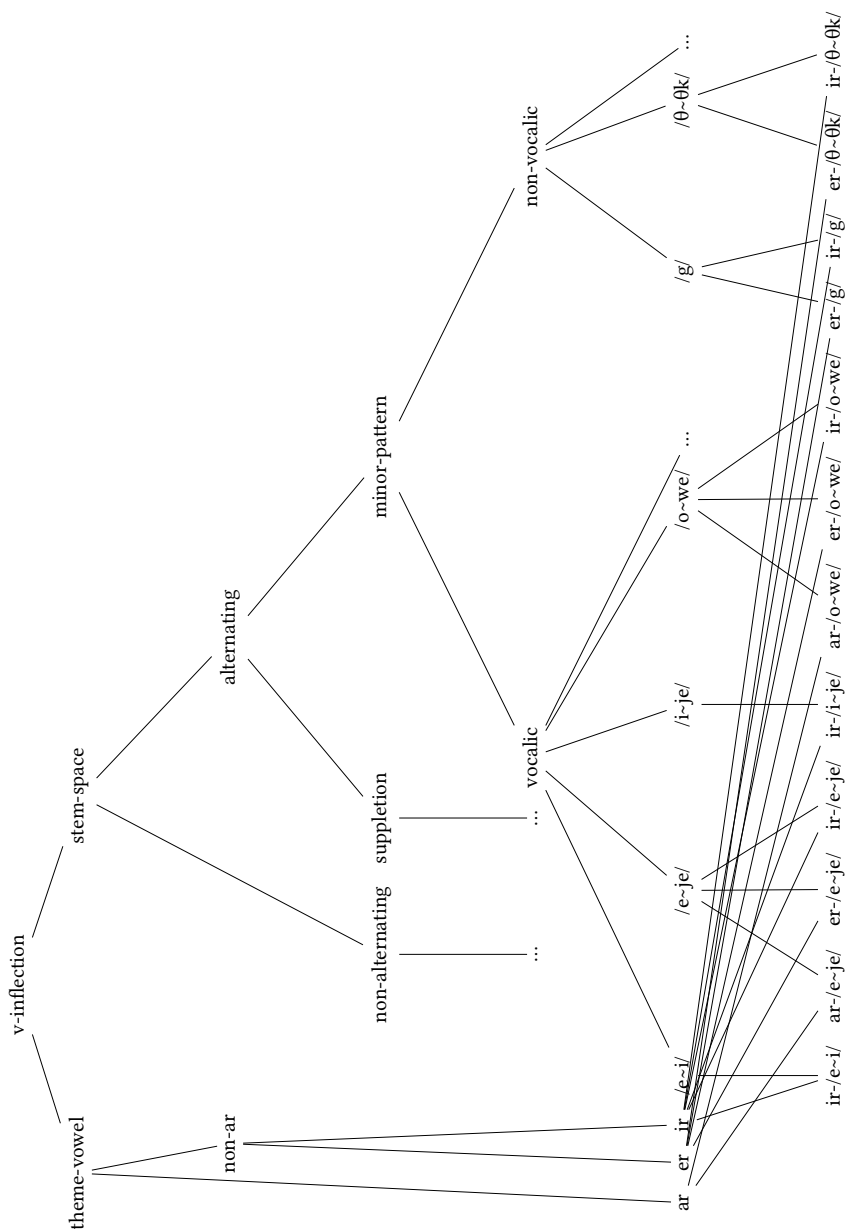 v-inflection
theme-vowel
stem-space
non-ar
alternating
non-alternating
suppletion
minor-pattern
...
...
vocalic
non-vocalic
ar
er
ir
/e~i/
/e~je/
/i~je/
/o~we/
...
/g/
/θ~θk/
...
ir-/e~i/
ar-/e~je/
er-/e~je/
ir-/e~je/
ir-/i~je/
ar-/o~we/
er-/o~we/
ir-/o~we/
er-/g/
ir-/g/
er-/θ~θk/
ir-/θ~θk/